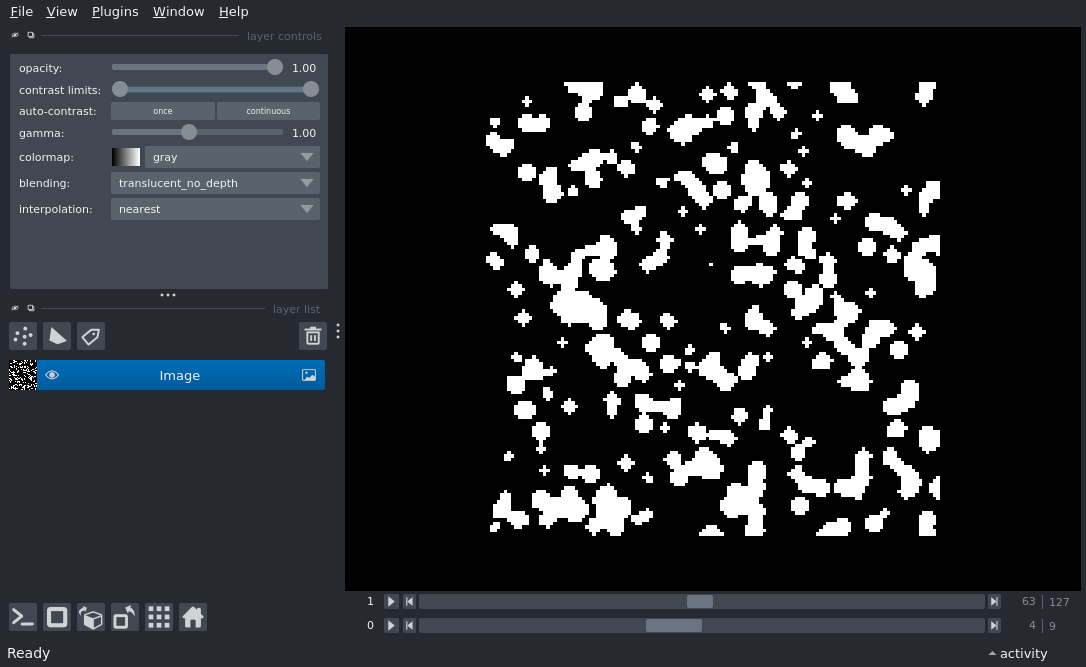 File View Plugins Window Help
layer controls
opacity: 1.00
contrast limits:
auto-contrast: once continuous
gamma: 1.00
colormap: gray
blending: translucent_no_depth
interpolation: nearest
layer list
Image
1 63 127
0 4 9
Ready activity